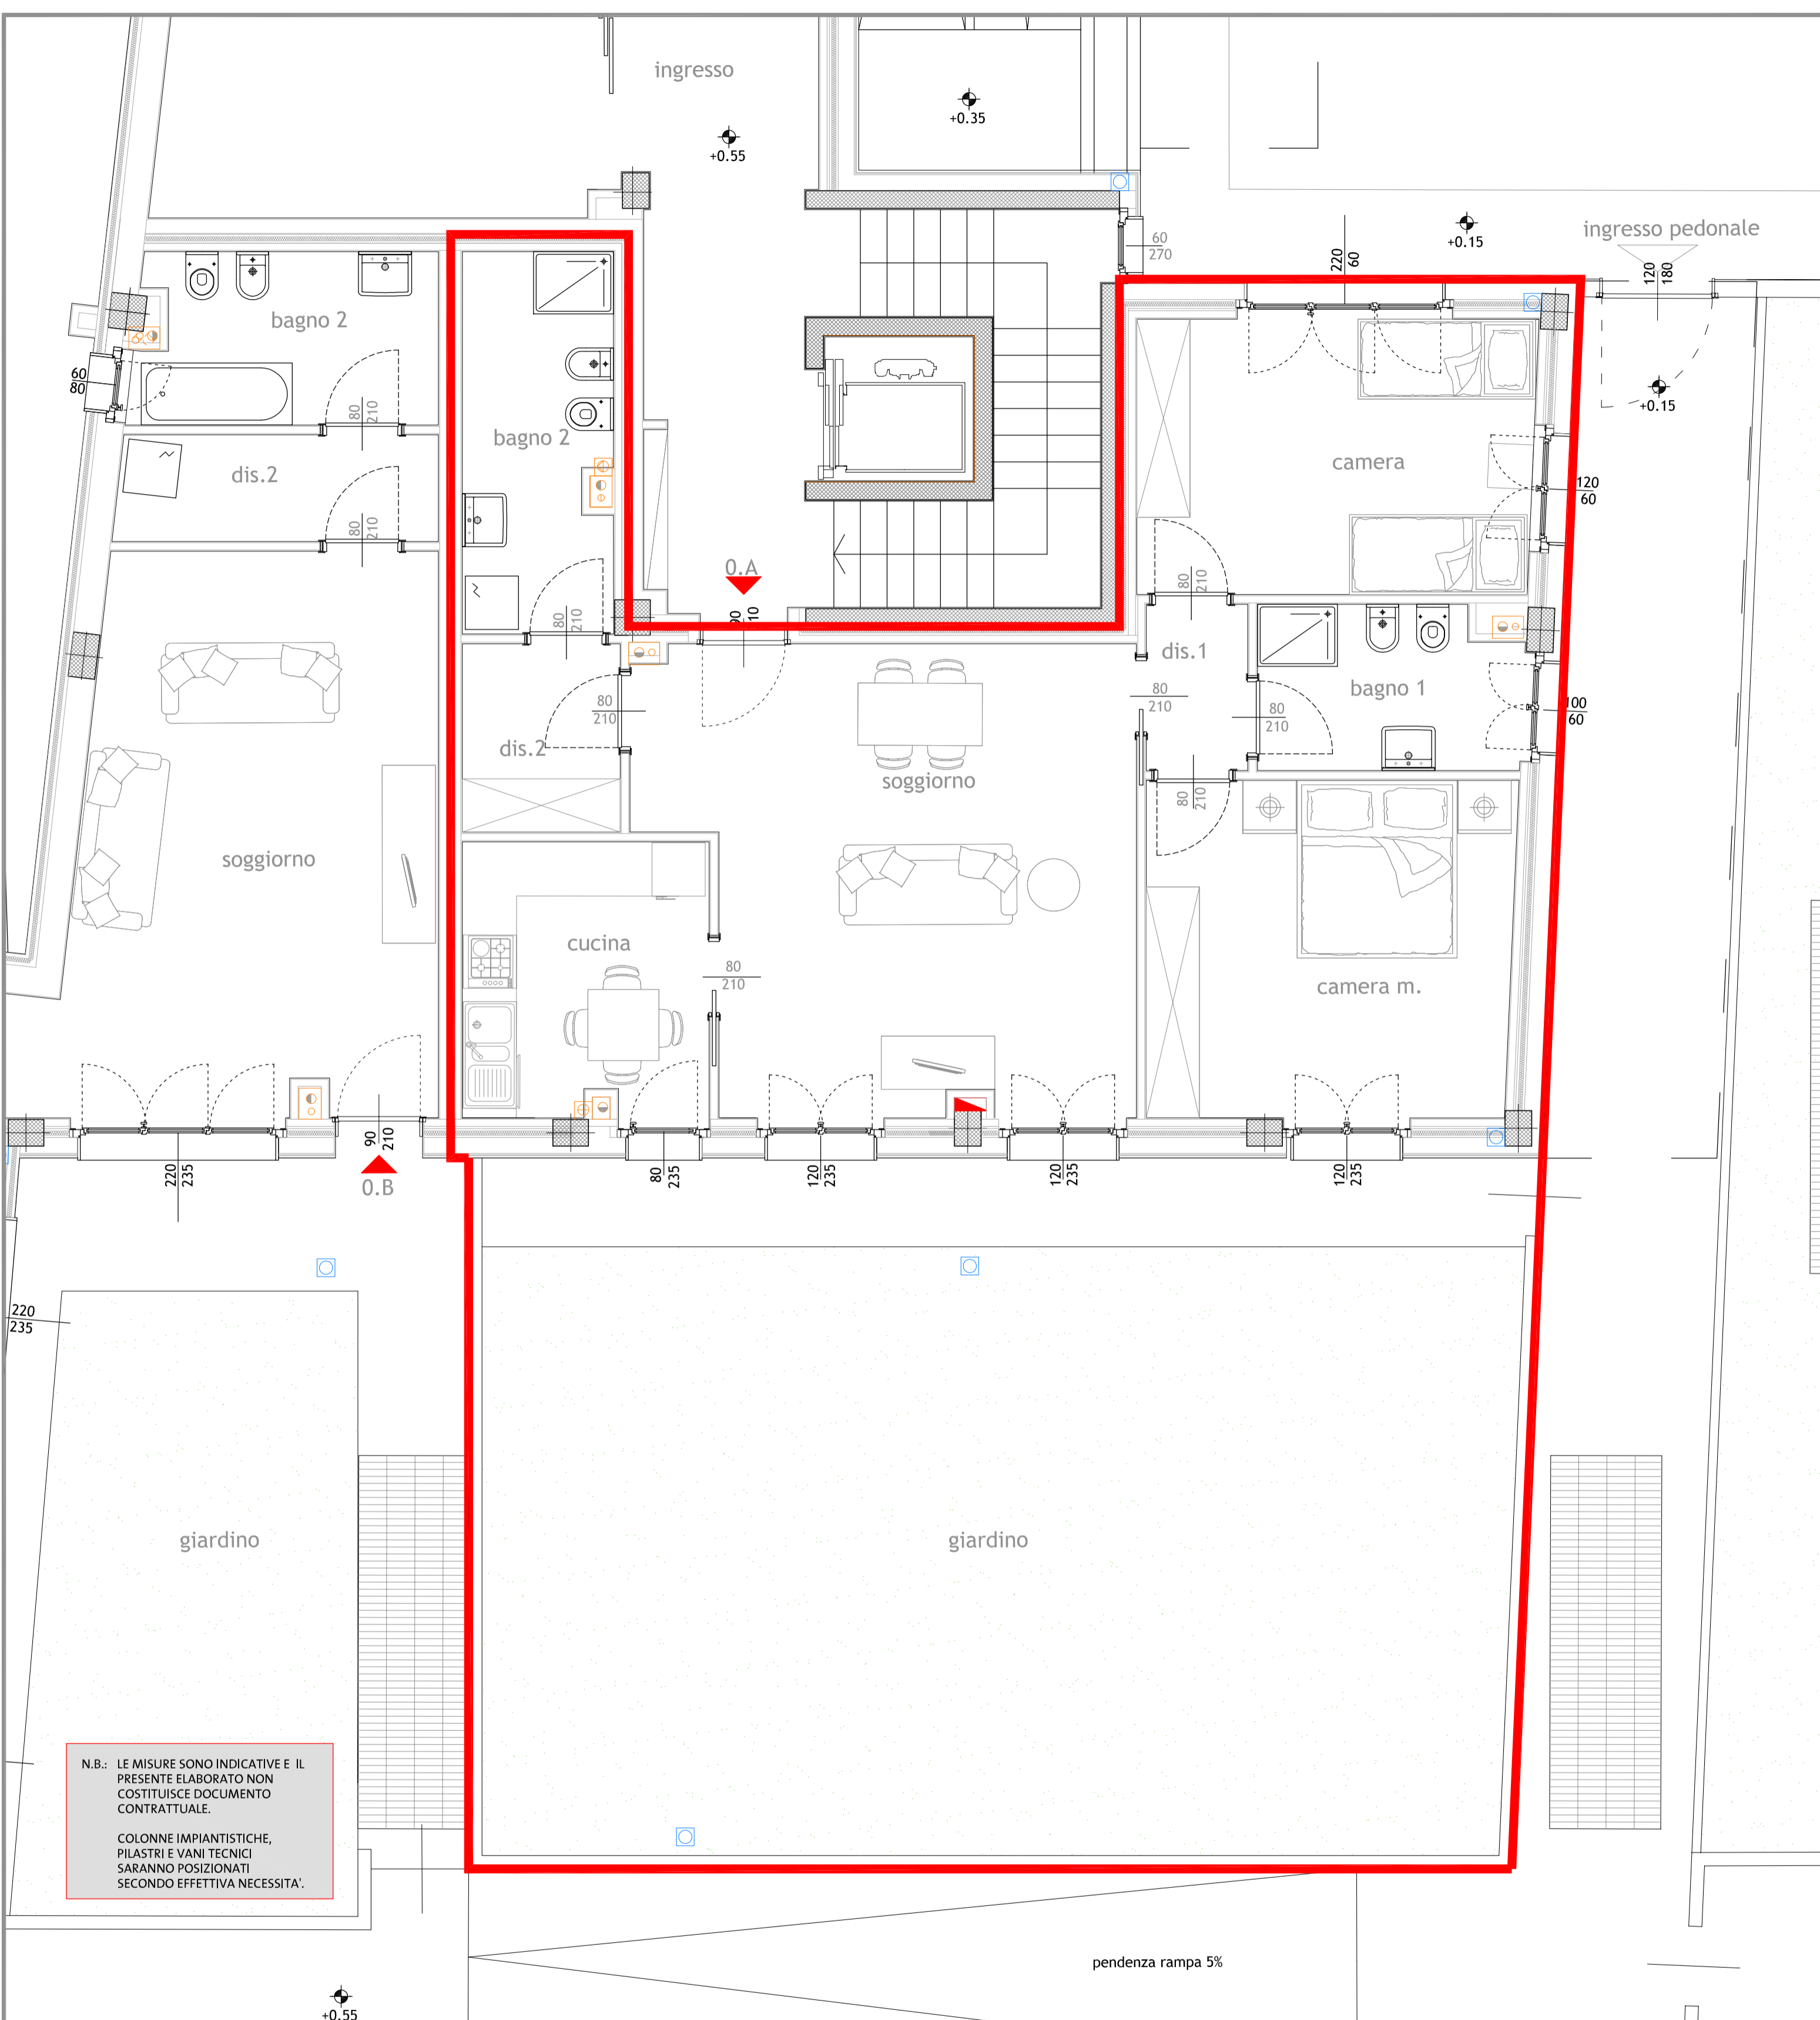 ingresso
+0.35
+0.55
ingresso pedonale
+0.15
60
270
220
60
120
180
bagno 2
60
80
80
210
bagno 2
camera
+0.15
dis.2
120
60
80
210
0.A
90
80
210
80
210
dis.1
80
210
bagno 1
80
210
80
210
100
60
dis.2
soggiorno
80
210
soggiorno
cucina
80
210
camera m.
90
210
220
235
0.B
80
235
120
235
120
235
120
235
220
235
giardino
giardino
N.B.: LE MISURE SONO INDICATIVE E IL
PRESENTE ELABORATO NON
COSTITUISCE DOCUMENTO
CONTRATTUALE.
COLONNE IMPIANTISTICHE,
PILASTRI E VANI TECNICI
SARANNO POSIZIONATI
SECONDO EFFETTIVA NECESSITA'.
pendenza rampa 5%
+0.55